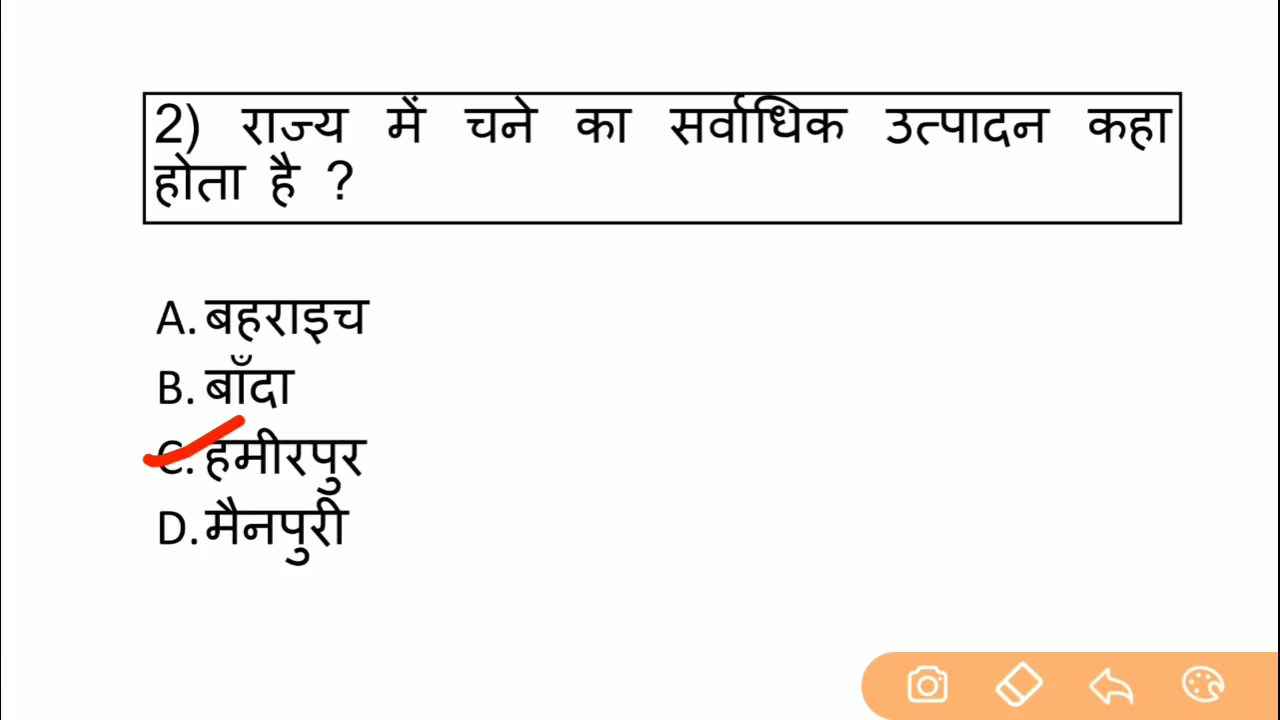 2) राज्य में चने का सर्वाधिक उत्पादन कहा
होता है ?
A. बहराइच
B. बाँदा
C. हमीरपुर
D. मैनपुरी